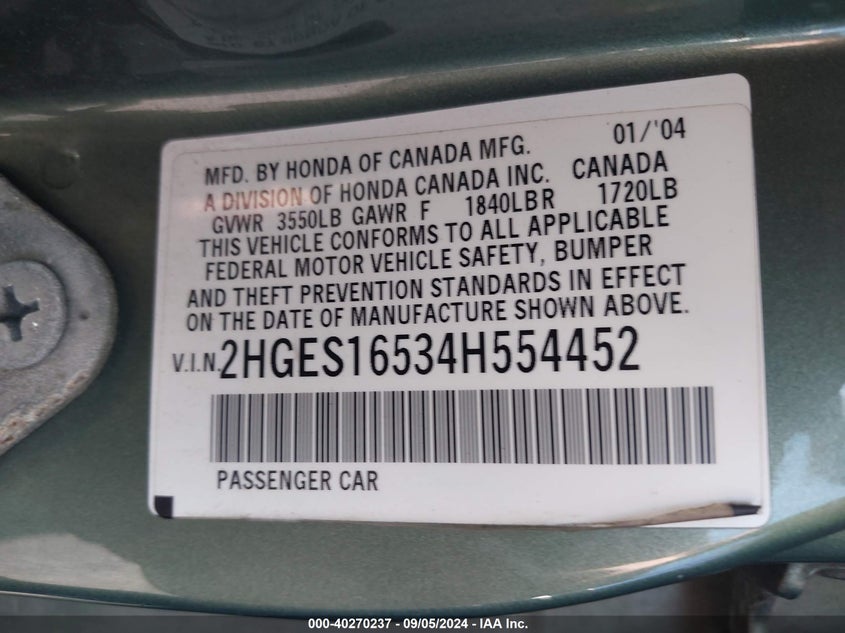 01/'04
MFD. BY HONDA OF CANADA MFG.
A DIVISION OF HONDA CANADA INC. CANADA
GVWR 3550LB GAWR F 1840LB R 1720LB
THIS VEHICLE CONFORMS TO ALL APPLICABLE
FEDERAL MOTOR VEHICLE SAFETY, BUMPER
AND THEFT PREVENTION STANDARDS IN EFFECT
ON THE DATE OF MANUFACTURE SHOWN ABOVE.
V.I.N. 2HGES16534H554452
PASSENGER CAR
000-40270237 - 09/05/2024 - IAA Inc.